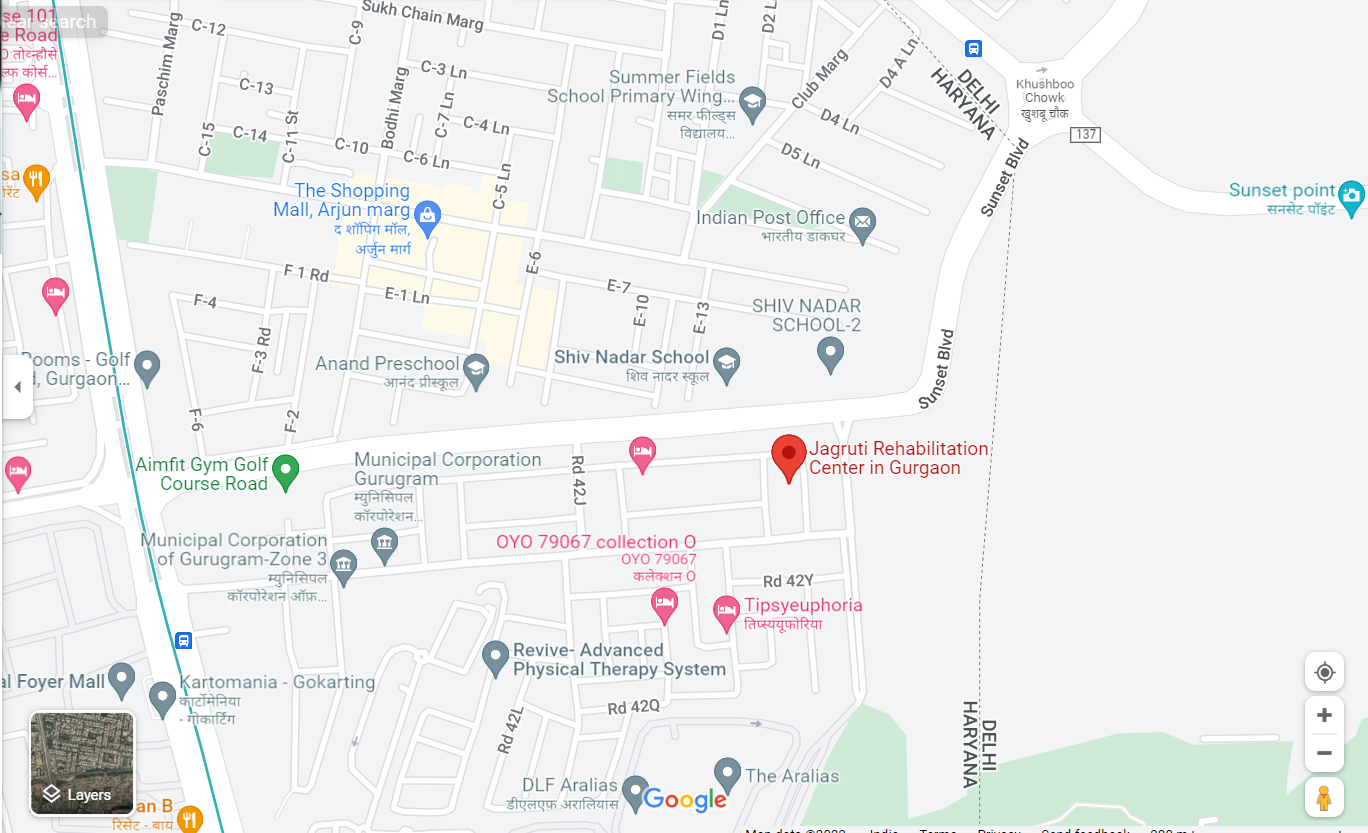 se 101
ear search
e Road
Sukh Chain Marg
C-12
C-9
D1 Ln
D2 L
Paschim Marg
C-3 Ln
C-13
Bodhi Marg
C-7 Ln
C-11 St
C-15
C-14
C-10
C-4 Ln
C-6 Ln
C-5 Ln
Summer Fields
School Primary Wing...
समर फील्ड्स
विद्यालय...
Club Marg
D4 A Ln
D4 Ln
D5 Ln
DELHI
HARYANA
Khushboo
Chowk
खुशबू चौक
137
Sunset Blvd
Sunset point
सनसेट पॉइंट
The Shopping
Mall, Arjun marg
द शॉपिंग मॉल,
अर्जुन मार्ग
Indian Post Office
भारतीय डाकघर
F 1 Rd
E-1 Ln
E-6
E-7
E-10
E-13
F-4
F-3 Rd
F-2
F-6
SHIV NADAR
SCHOOL-2
Rooms - Golf
d, Gurgaon...
Anand Preschool
आनंद प्रीस्कूल
Shiv Nadar School
शिव नादर स्कूल
Sunset Blvd
Aimfit Gym Golf
Course Road
Municipal Corporation
Gurugram
म्युनिसिपल
कॉरपोरेशन...
Rd 42J
Jagruti Rehabilitation
Center in Gurgaon
Municipal Corporation
of Gurugram-Zone 3
म्युनिसिपल
कॉरपोरेशन ऑफ़...
OYO 79067 collection O
OYO 79067
कलेक्शन O
Rd 42Y
Tipsyeuphoria
तिप्स्ययूफोरिया
Revive- Advanced
Physical Therapy System
al Foyer Mall
Kartomania - Gokarting
कार्टोमेनिया
- गोकार्टिंग
Rd 42Q
Rd 42L
DELHI
HARYANA
Layers
an B
रिसेट - बाय
DLF Aralias
डीएलएफ अरालियास
The Aralias
Google